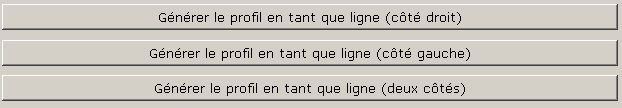 Générer le profil en tant que ligne (côté droit)
Générer le profil en tant que ligne (côté gauche)
Générer le profil en tant que ligne (deux côtés)